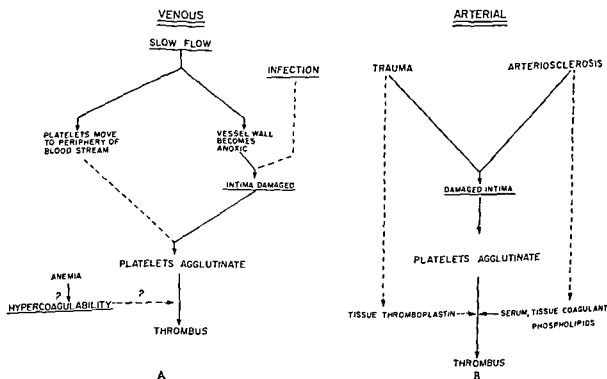 VENOUS
SLOW FLOW
INFECTION
PLATELETS MOVE
TO PERIPHERY OF
BLOOD STREAM
VESSEL WALL
BECOMES
ANOXIC
INTIMA DAMAGED
PLATELETS AGGLUTINATE
ANEMIA
?
HYPERCOAGULABILITY
?
THROMBUS
A
ARTERIAL
TRAUMA
ARTERIOSCLEROSIS
DAMAGED INTIMA
PLATELETS AGGLUTINATE
TISSUE THROMBOPLASTIN
SERUM, TISSUE COAGULANT
PHOSPHOLIPIDS
THROMBUS
B